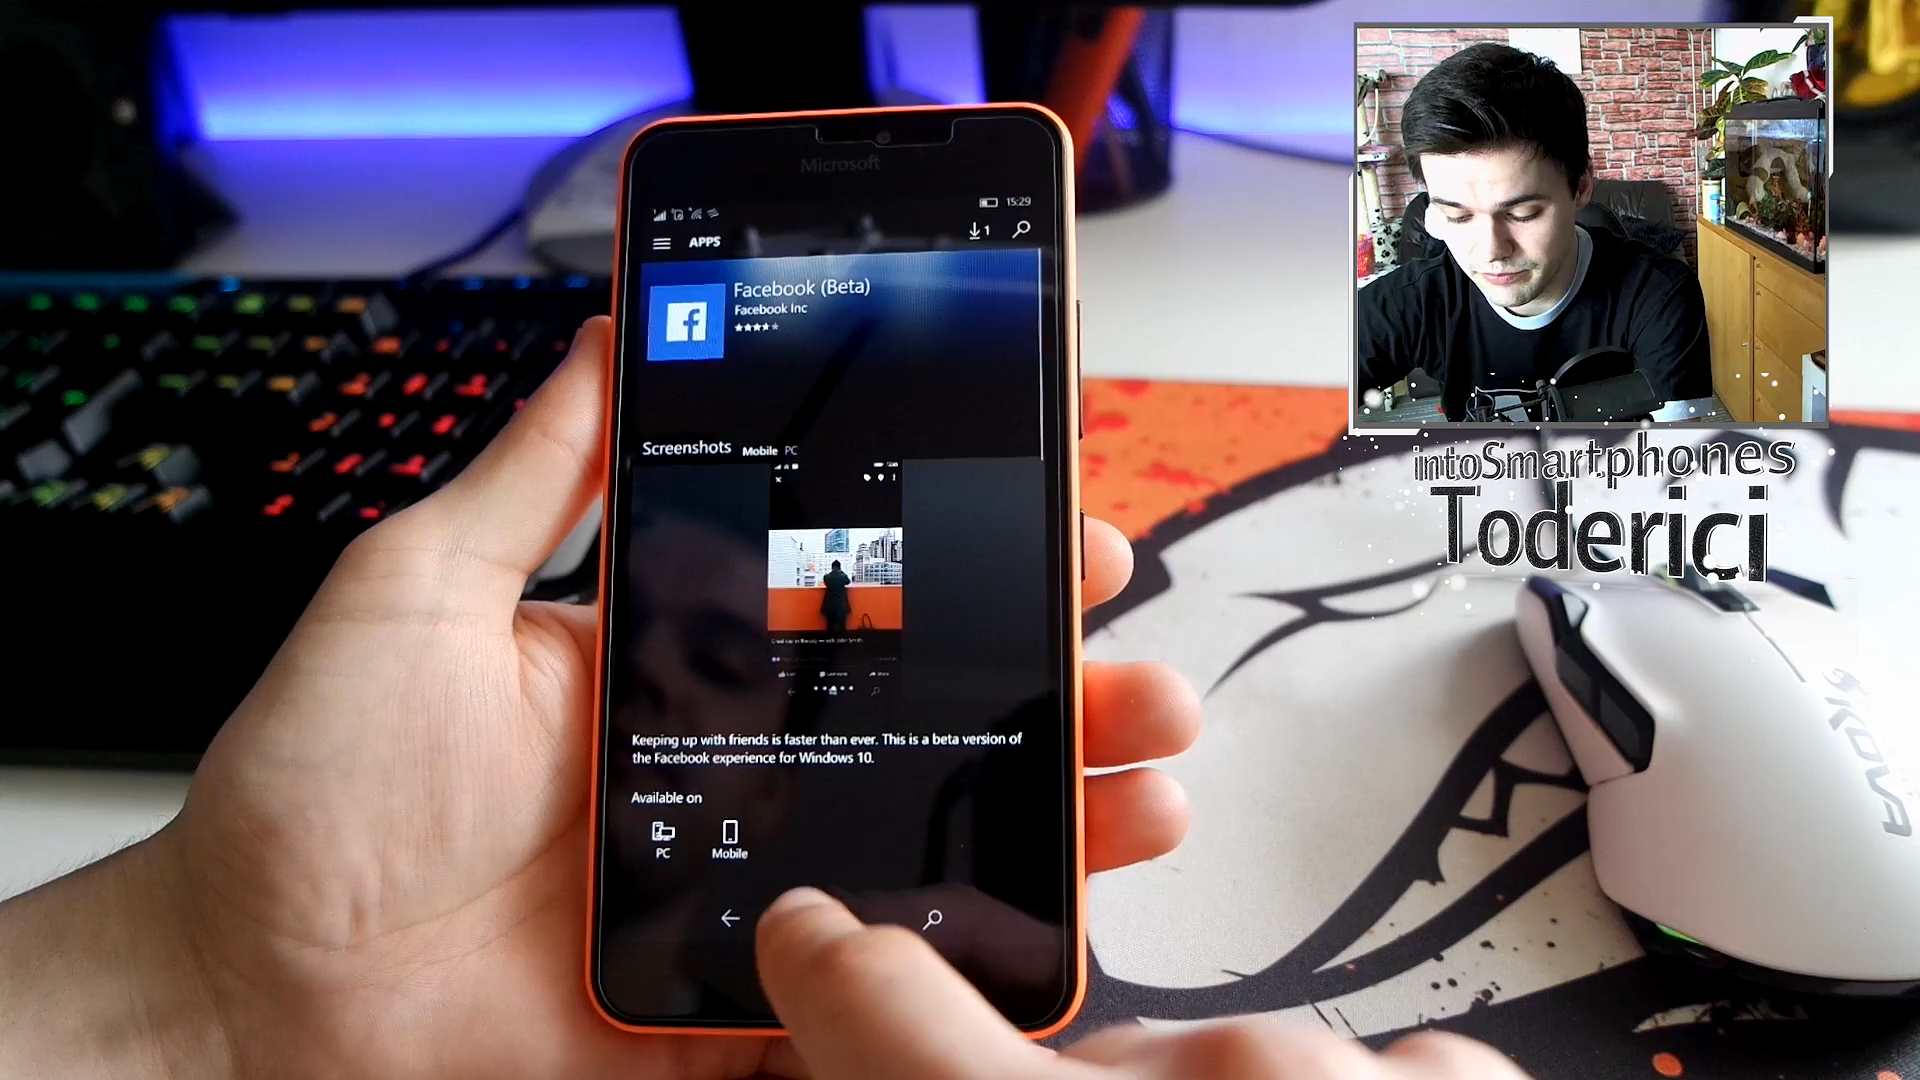 Microsoft
15:29
APPS
1
Facebook (Beta)
Facebook Inc
Screenshots Mobile PC
Keeping up with friends is faster than ever. This is a beta version of
the Facebook experience for Windows 10.
Available on
PC Mobile
intoSmartphones
Toderici
SKOVA